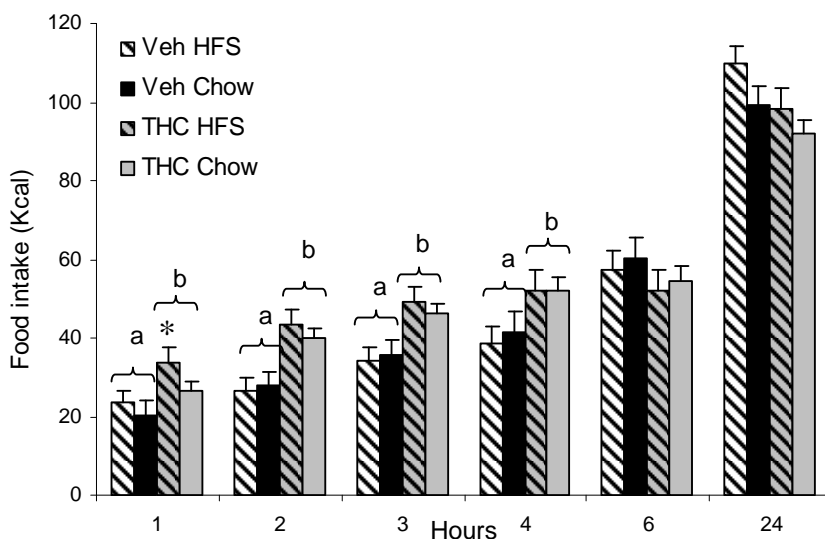 120
100
80
60
40
20
0
Food intake (Kcal)
Veh HFS
Veh Chow
THC HFS
THC Chow
a
*
b
a
b
a
b
a
b
1 2 3 4 6 24
Hours